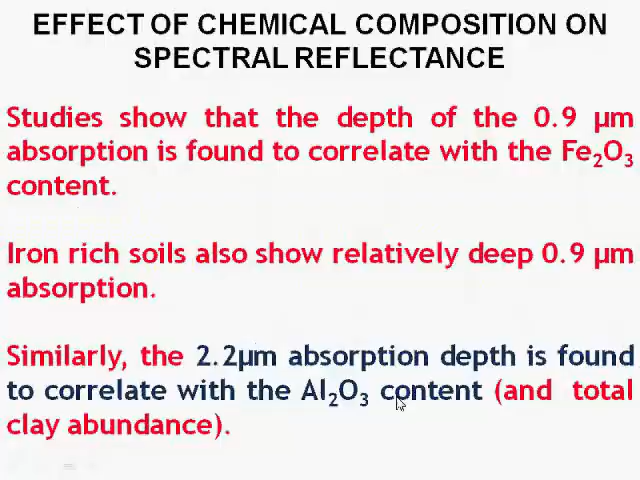 EFFECT OF CHEMICAL COMPOSITION ON
SPECTRAL REFLECTANCE
Studies show that the depth of the 0.9 µm
absorption is found to correlate with the Fe₂O₃
content.
Iron rich soils also show relatively deep 0.9 µm
absorption.
Similarly, the 2.2µm absorption depth is found
to correlate with the Al₂O₃ content (and total
clay abundance).